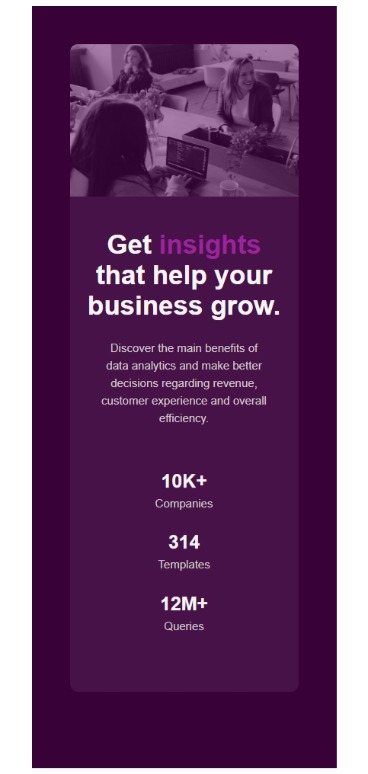 Get insights
that help your
business grow.
Discover the main benefits of
data analytics and make better
decisions regarding revenue,
customer experience and overall
efficiency.
10K+
Companies
314
Templates
12M+
Queries